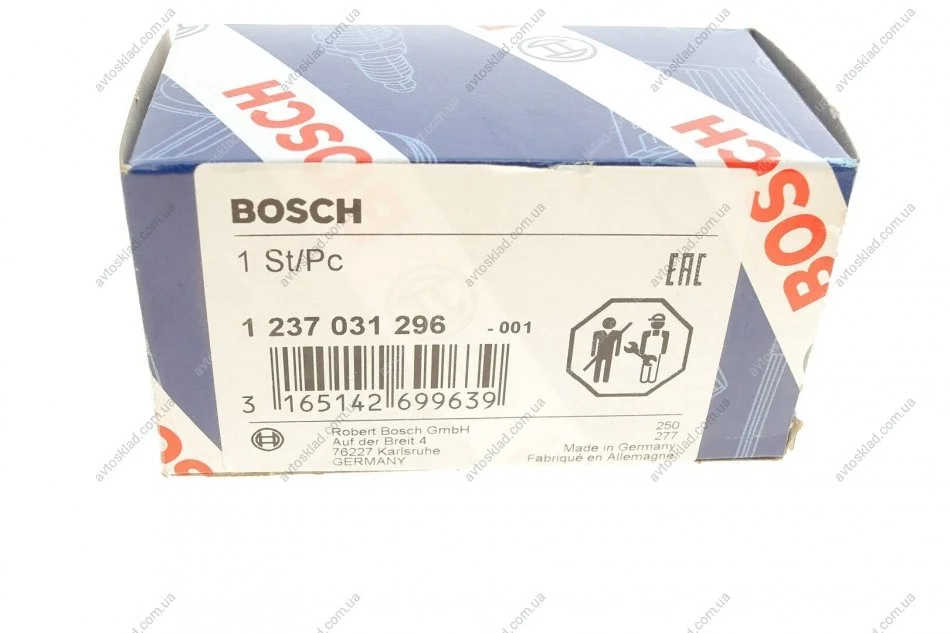 BOSCH
BOSCH
BOSCH
1 St/Pc
EAC
1 237 031 296 -001
3 165142 699639
Robert Bosch GmbH
Auf der Breit 4
76227 Karlsruhe
GERMANY
250
277
Made in Germany
Fabriqué en Allemagne
avtosklad.com.ua